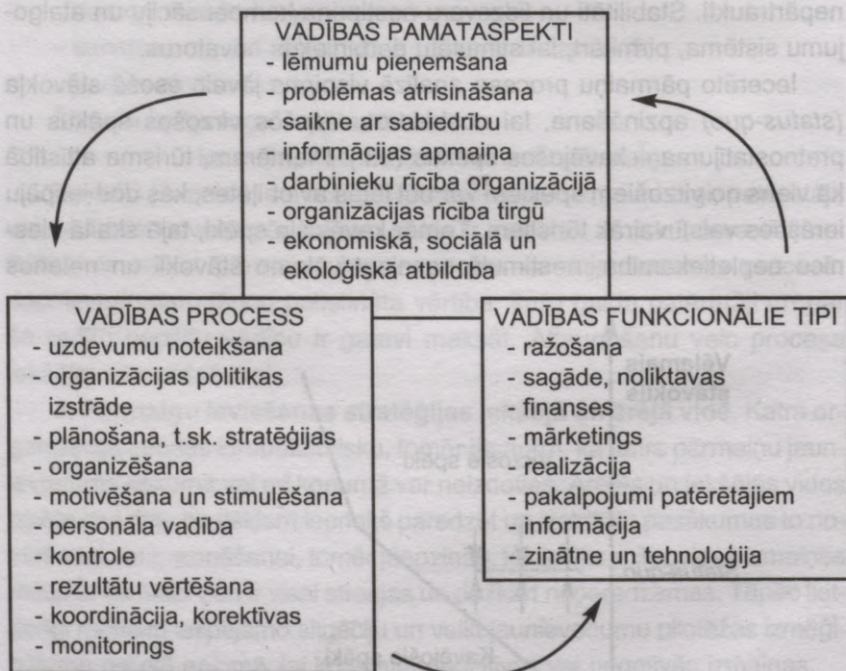 VADĪBAS PAMATASPEKTI
- lēmumu pieņemšana
- problēmas atrisināšana
- saikne ar sabiedrību
- informācijas apmaiņa
- darbinieku rīcība organizācijā
- organizācijas rīcība tirgū
- ekonomiskā, sociālā un
ekoloģiskā atbildība
VADĪBAS PROCESS
- uzdevumu noteikšana
- organizācijas politikas
izstrāde
- plānošana, t.sk. stratēģijas
- organizēšana
- motivēšana un stimulēšana
- personāla vadība
- kontrole
- rezultātu vērtēšana
- koordinācija, korektīvas
- monitorings
VADĪBAS FUNKCIONĀLIE TIPI
- ražošana
- sagāde, noliktavas
- finanses
- mārketings
- realizācija
- pakalpojumi patērētājiem
- informācija
- zinātne un tehnoloģija